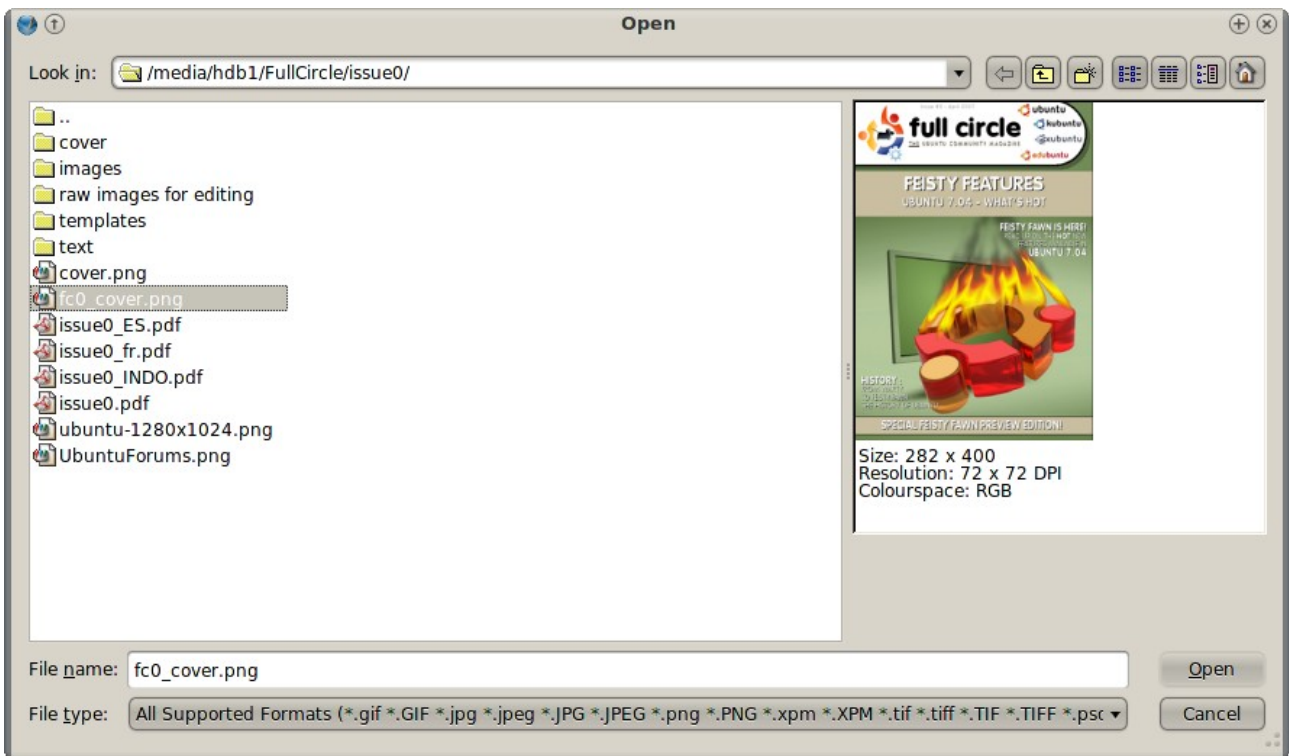 Open
Look in: /media/hdb1/FullCircle/issue0/
..
cover
images
raw images for editing
templates
text
cover.png
fc0_cover.png
issue0_ES.pdf
issue0_fr.pdf
issue0_INDO.pdf
issue0.pdf
ubuntu-1280x1024.png
UbuntuForums.png
ubuntu
kubuntu
xubuntu
edubuntu
full circle
THE UBUNTU COMMUNITY MAGAZINE
FEISTY FEATURES
UBUNTU 7.04 - WHAT'S HOT
FEISTY FAWN IS HERE!
UBUNTU 7.04
HISTORY :
SPECIAL FEISTY FAWN PREVIEW EDITION!
Size: 282 x 400
Resolution: 72 x 72 DPI
Colourspace: RGB
File name: fc0_cover.png
Open
File type: All Supported Formats (*.gif *.GIF *.jpg *.jpeg *.JPG *.JPEG *.png *.PNG *.xpm *.XPM *.tif *.tiff *.TIF *.TIFF *.psc
Cancel